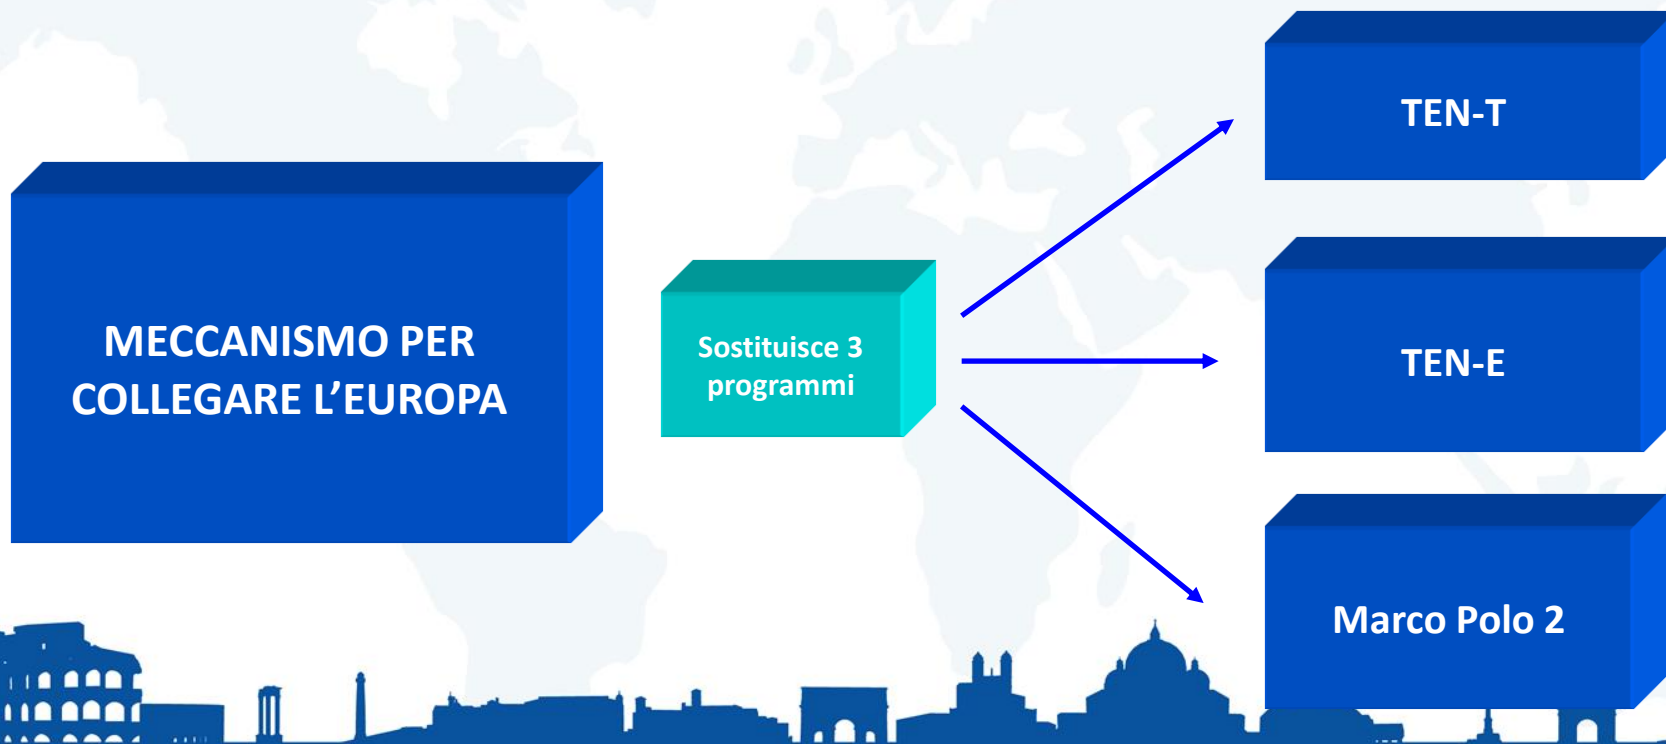 MECCANISMO PER
COLLEGARE L’EUROPA
Sostituisce 3
programmi
TEN-T
TEN-E
Marco Polo 2